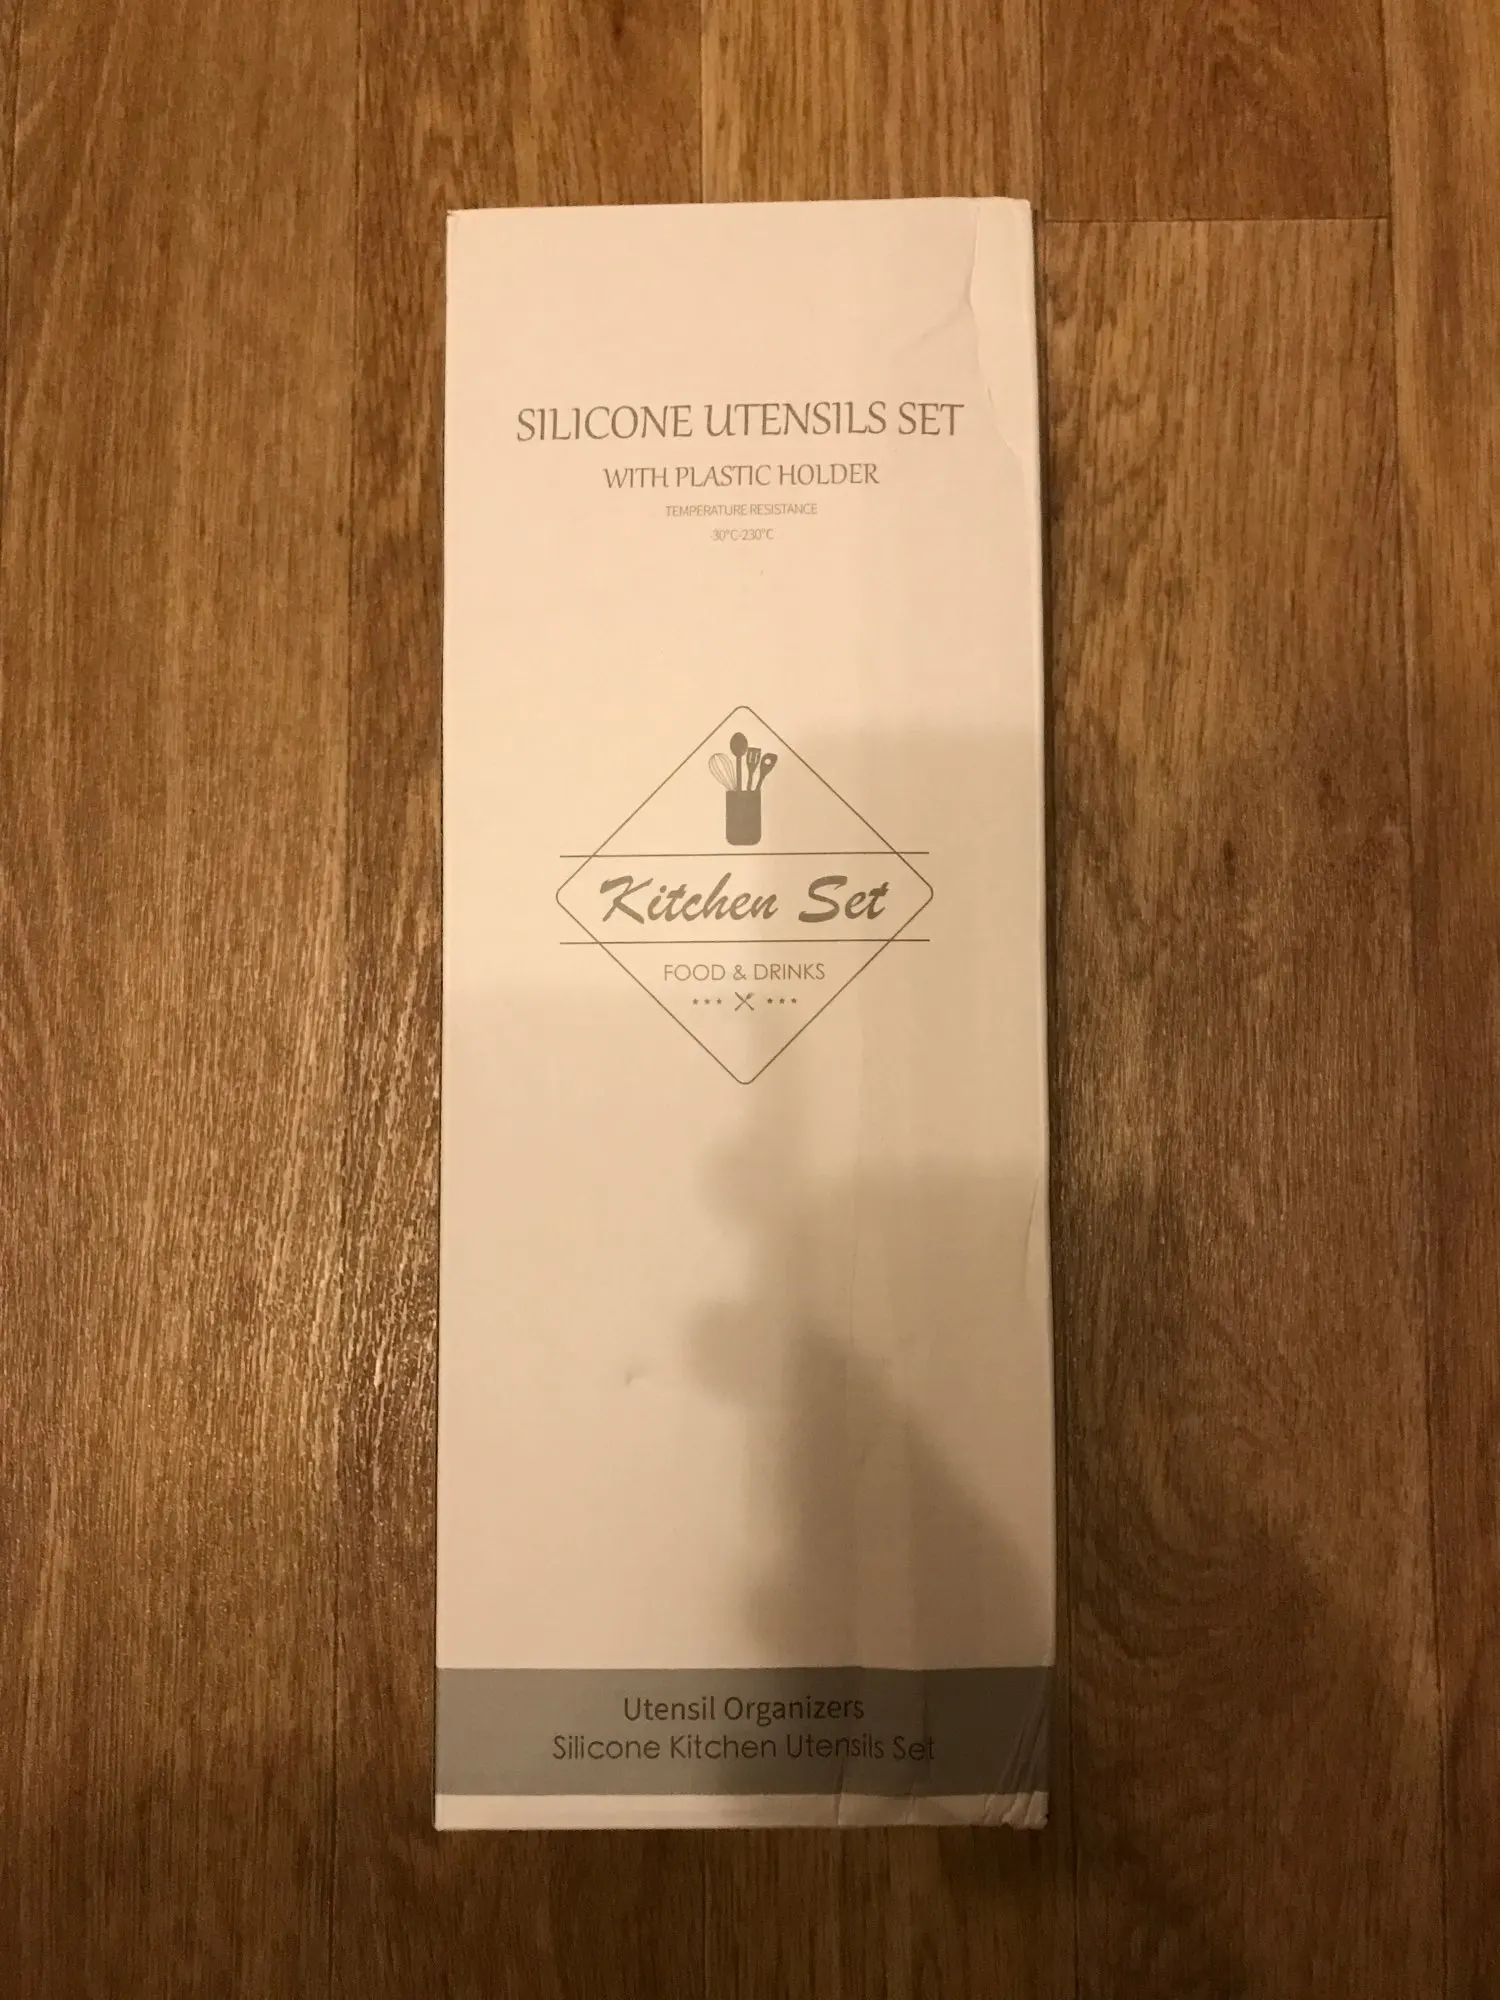 SILICONE UTENSILS SET
WITH PLASTIC HOLDER
TEMPERATURE RESISTANCE
-30°C-230°C
Kitchen Set
FOOD & DRINKS
Utensil Organizers
Silicone Kitchen Utensils Set